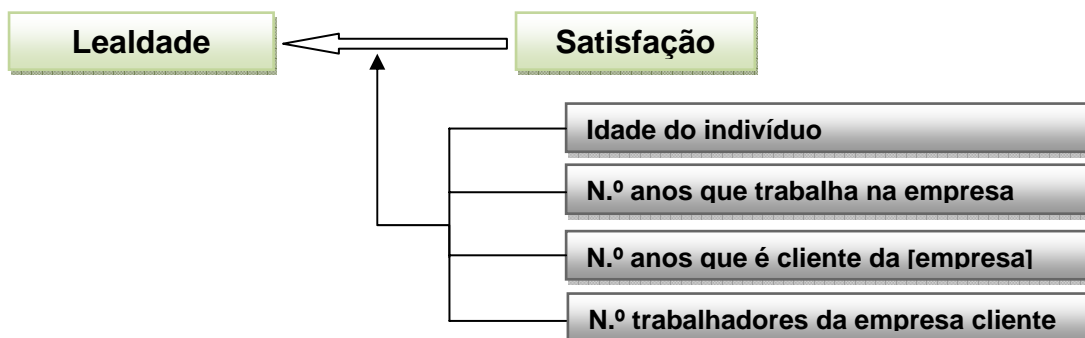 Lealdade
Satisfação
Idade do indivíduo
N.º anos que trabalha na empresa
N.º anos que é cliente da [empresa]
N.º trabalhadores da empresa cliente